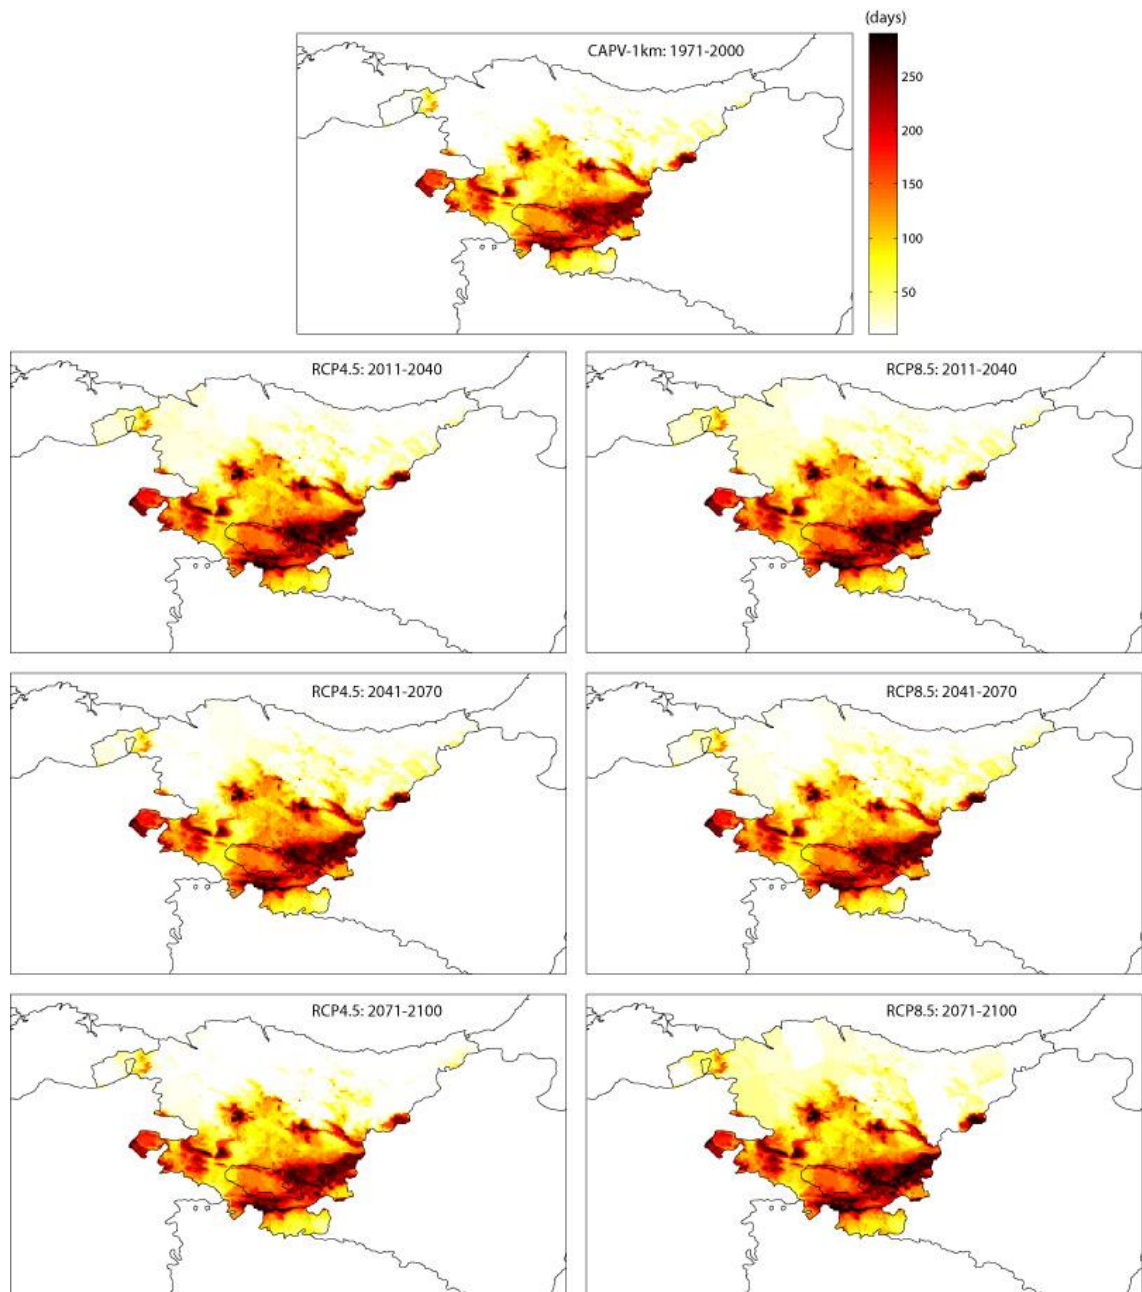 (days)
CAPV-1km: 1971-2000
250
200
150
100
50
RCP4.5: 2011-2040
RCP8.5: 2011-2040
RCP4.5: 2041-2070
RCP8.5: 2041-2070
RCP4.5: 2071-2100
RCP8.5: 2071-2100